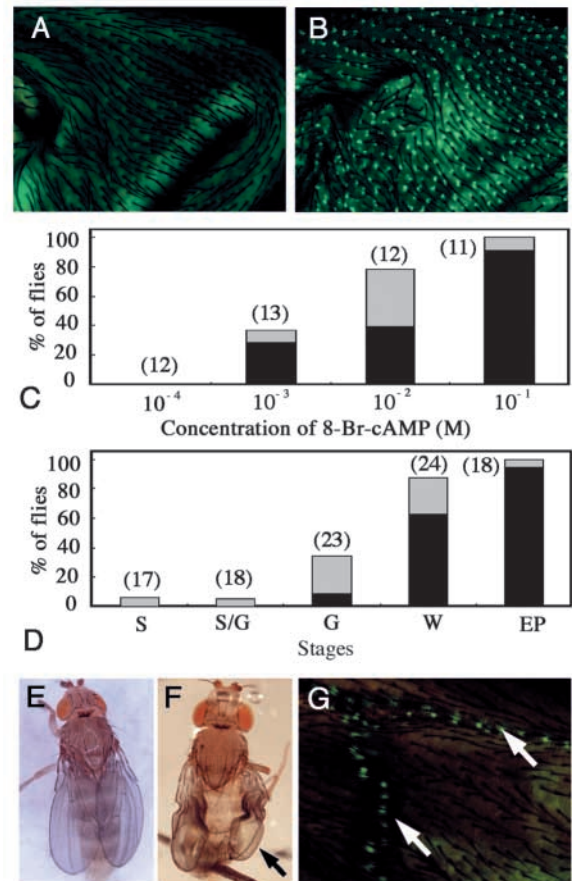 A B
100
80
60
40
20
0
% of flies
(12) (13) (12) (11)
10⁻⁴ 10⁻³ 10⁻² 10⁻¹
C
Concentration of 8-Br-cAMP (M)
100
80
60
40
20
0
% of flies
(17) (18) (23) (24) (18)
S S/G G W EP
D
Stages
E F G